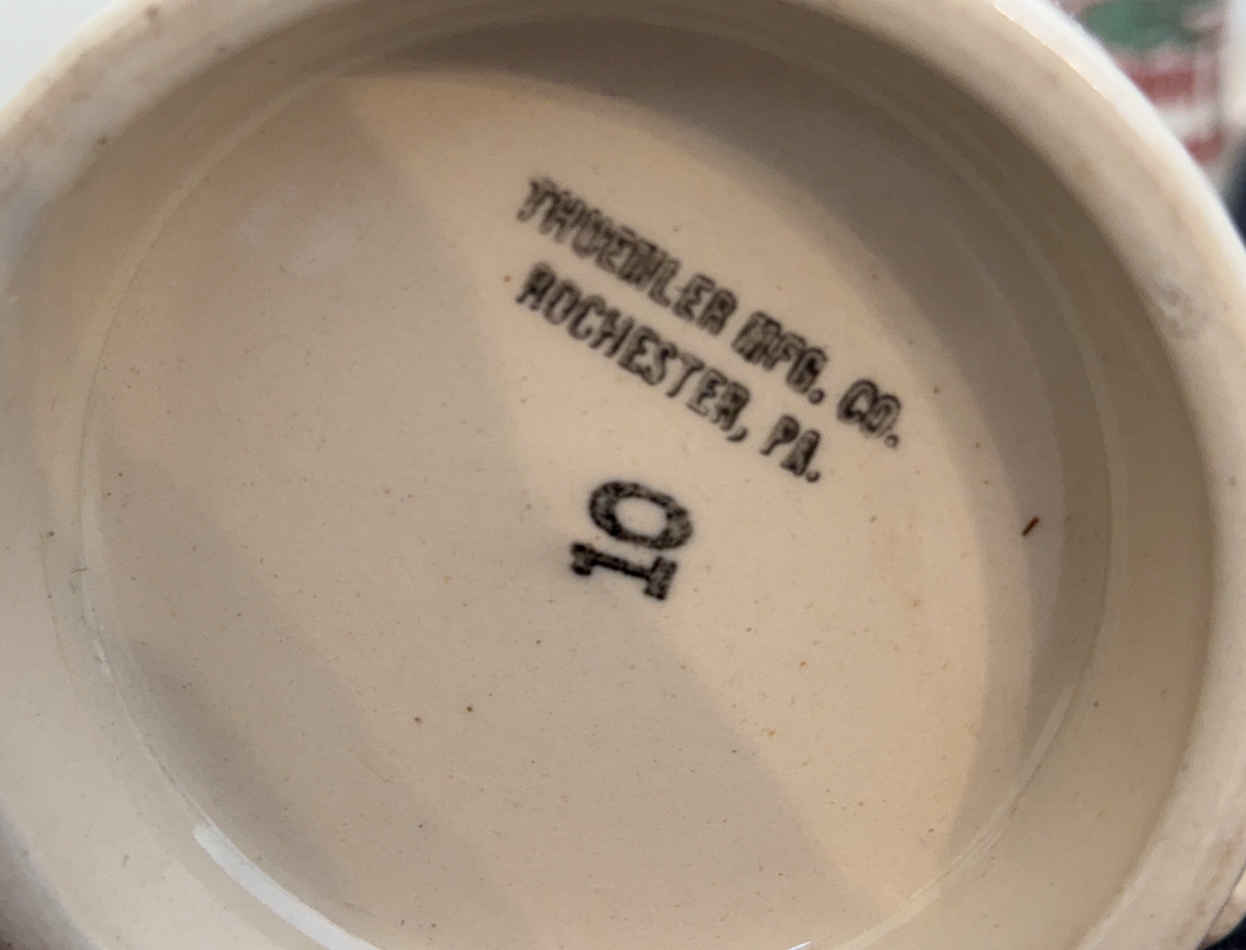 THUEMLER MFG. CO.
ROCHESTER, PA.
10